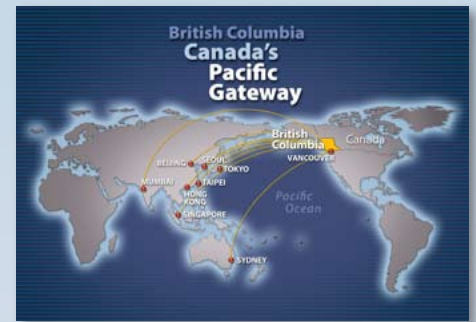 British Columbia
Canada's
Pacific
Gateway
British
Columbia
Canada
VANCOUVER
BEIJING
SEOUL
TOKYO
MUMBAI
TAIPEI
HONG
KONG
SINGAPORE
Pacific
Ocean
SYDNEY